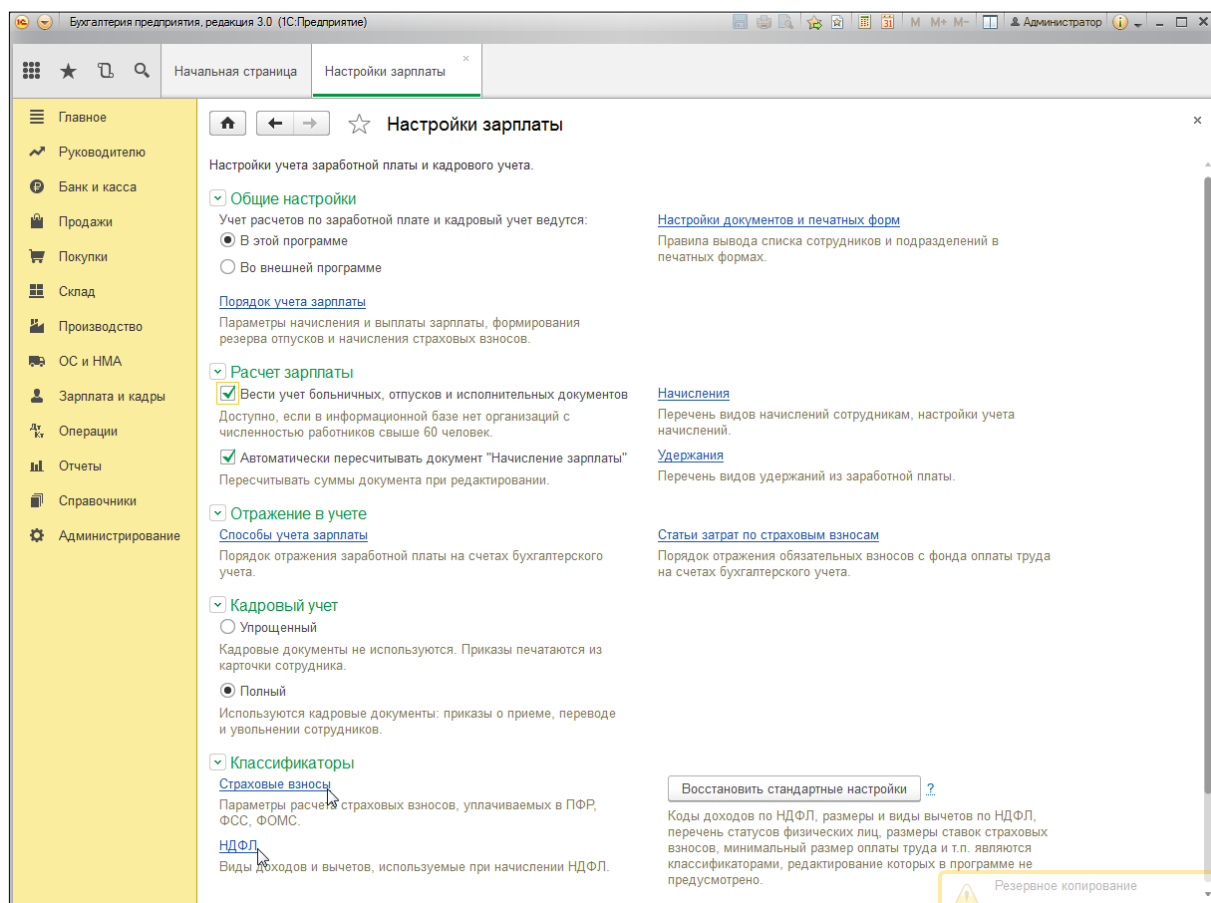 Бухгалтерия предприятия, редакция 3.0 (1С:Предприятие)
M M+ M-
Администратор
Начальная страница
Настройки зарплаты
Главное
Руководителю
Банк и касса
Продажи
Покупки
Склад
Производство
ОС и НМА
Зарплата и кадры
Операции
Отчеты
Справочники
Администрирование
Настройки зарплаты
Настройки учета заработной платы и кадрового учета.
Общие настройки
Учет расчетов по заработной плате и кадровый учет ведутся:
В этой программе
Во внешней программе
Настройки документов и печатных форм
Правила вывода списка сотрудников и подразделений в
печатных формах.
Порядок учета зарплаты
Параметры начисления и выплаты зарплаты, формирования
резерва отпусков и начисления страховых взносов.
Расчет зарплаты
Вести учет больничных, отпусков и исполнительных документов
Доступно, если в информационной базе нет организаций с
численностью работников свыше 60 человек.
Автоматически пересчитывать документ "Начисление зарплаты"
Пересчитывать суммы документа при редактировании.
Начисления
Перечень видов начислений сотрудникам, настройки учета
начислений.
Удержания
Перечень видов удержаний из заработной платы.
Отражение в учете
Способы учета зарплаты
Порядок отражения заработной платы на счетах бухгалтерского
учета.
Статьи затрат по страховым взносам
Порядок отражения обязательных взносов с фонда оплаты труда
на счетах бухгалтерского учета.
Кадровый учет
Упрощенный
Кадровые документы не используются. Приказы печатаются из
карточки сотрудника.
Полный
Используются кадровые документы: приказы о приеме, переводе
и увольнении сотрудников.
Классификаторы
Страховые взносы
Параметры расчета страховых взносов, уплачиваемых в ПФР,
ФСС, ФОМС.
НДФЛ
Виды доходов и вычетов, используемые при начислении НДФЛ.
Восстановить стандартные настройки ?
Коды доходов по НДФЛ, размеры и виды вычетов по НДФЛ,
перечень статусов физических лиц, размеры ставок страховых
взносов, минимальный размер оплаты труда и т.п. являются
классификаторами, редактирование которых в программе не
предусмотрено.
Резервное копирование